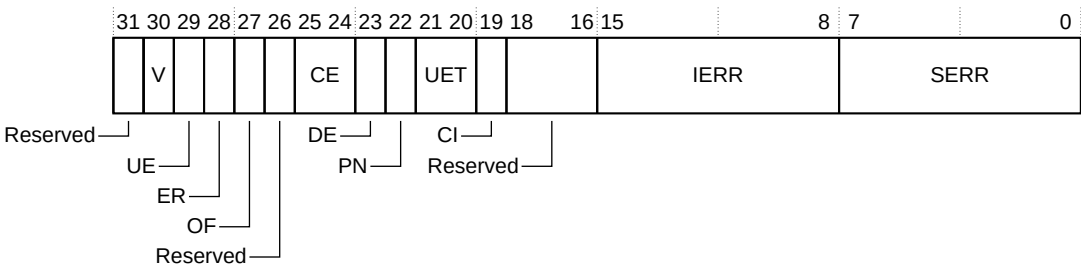 31 30 29 28 27 26 25 24 23 22 21 20 19 18 16 15 8 7 0
V CE UET IERR SERR
Reserved DE CI
UE PN Reserved
ER
OF
Reserved